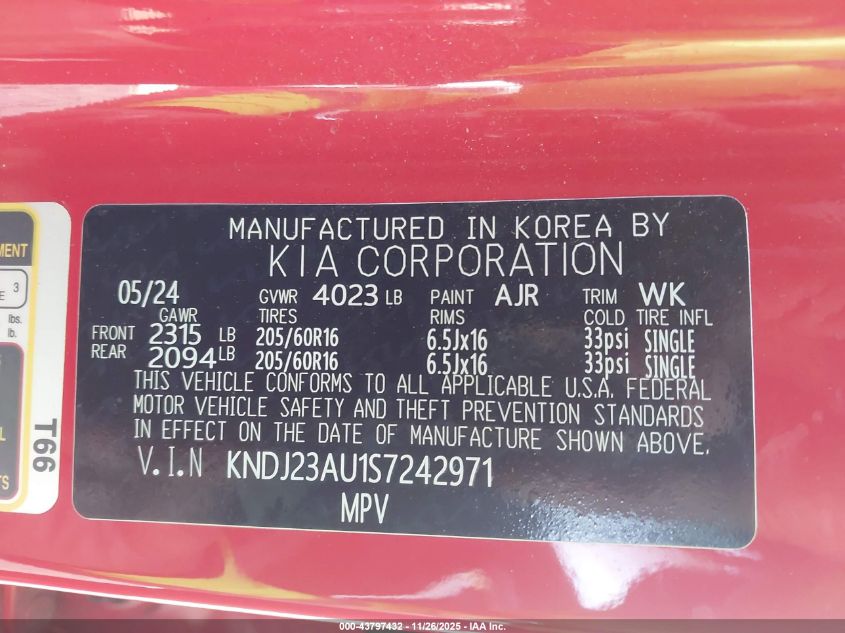 MANUFACTURED IN KOREA BY
KIA CORPORATION
05/24 GVWR 4023 LB PAINT AJR TRIM WK
GAWR TIRES RIMS COLD TIRE INFL
FRONT 2315 LB 205/60R16 6.5Jx16 33psi SINGLE
REAR 2094 LB 205/60R16 6.5Jx16 33psi SINGLE
THIS VEHICLE CONFORMS TO ALL APPLICABLE U.S.A. FEDERAL
MOTOR VEHICLE SAFETY AND THEFT PREVENTION STANDARDS
IN EFFECT ON THE DATE OF MANUFACTURE SHOWN ABOVE.
V.I.N KNDJ23AU1S7242971
MPV
3
lbs.
lb.
T66
000-43797432 - 11/26/2025 - IAA Inc.